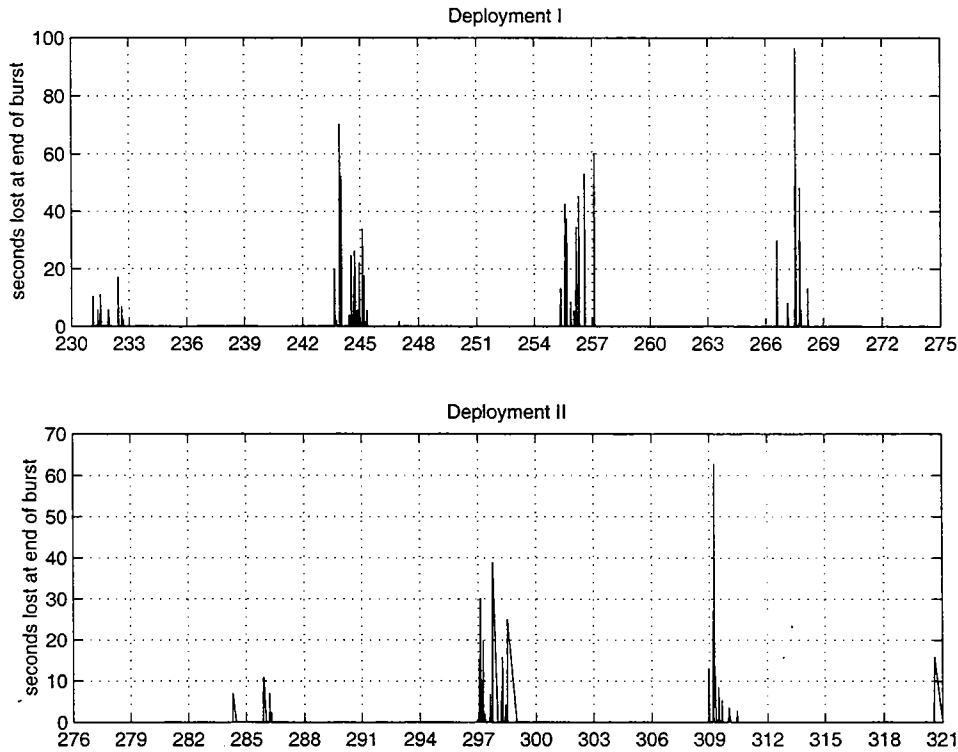 Deployment I
seconds lost at end of burst
100
80
60
40
20
0
230 233 236 239 242 245 248 251 254 257 260 263 266 269 272 275
Deployment II
seconds lost at end of burst
70
60
50
40
30
20
10
0
276 279 282 285 288 291 294 297 300 303 306 309 312 315 318 321